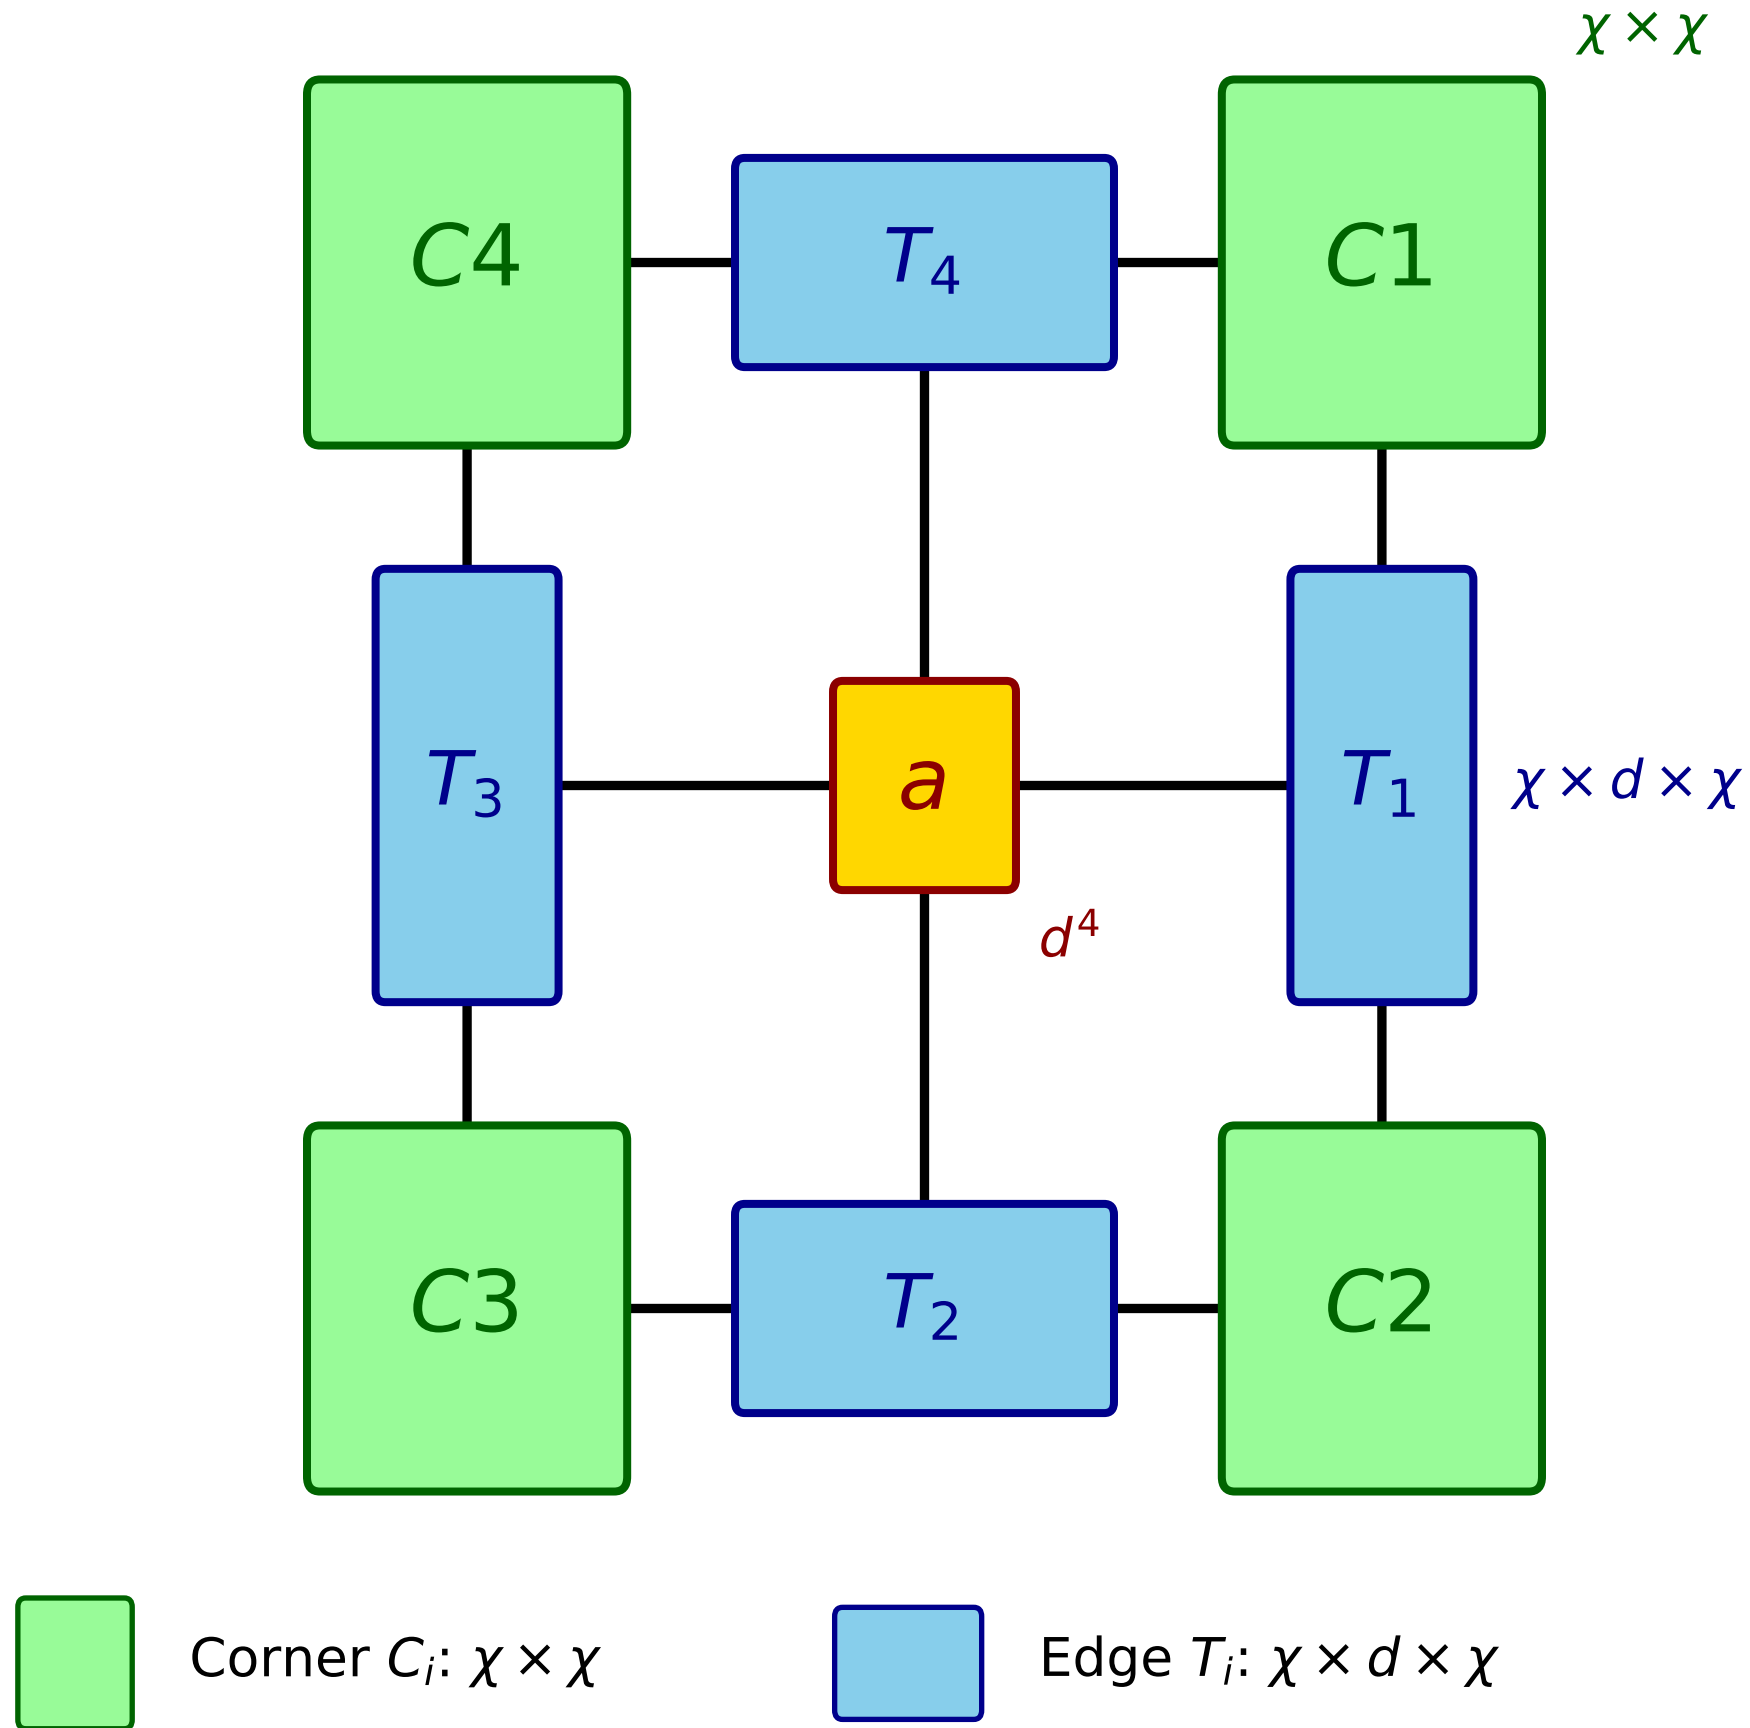 χ × χ
C4 T₄ C1
T₃ a T₁ χ × d × χ
d⁴
C3 T₂ C2
Corner Cᵢ: χ × χ Edge Tᵢ: χ × d × χ